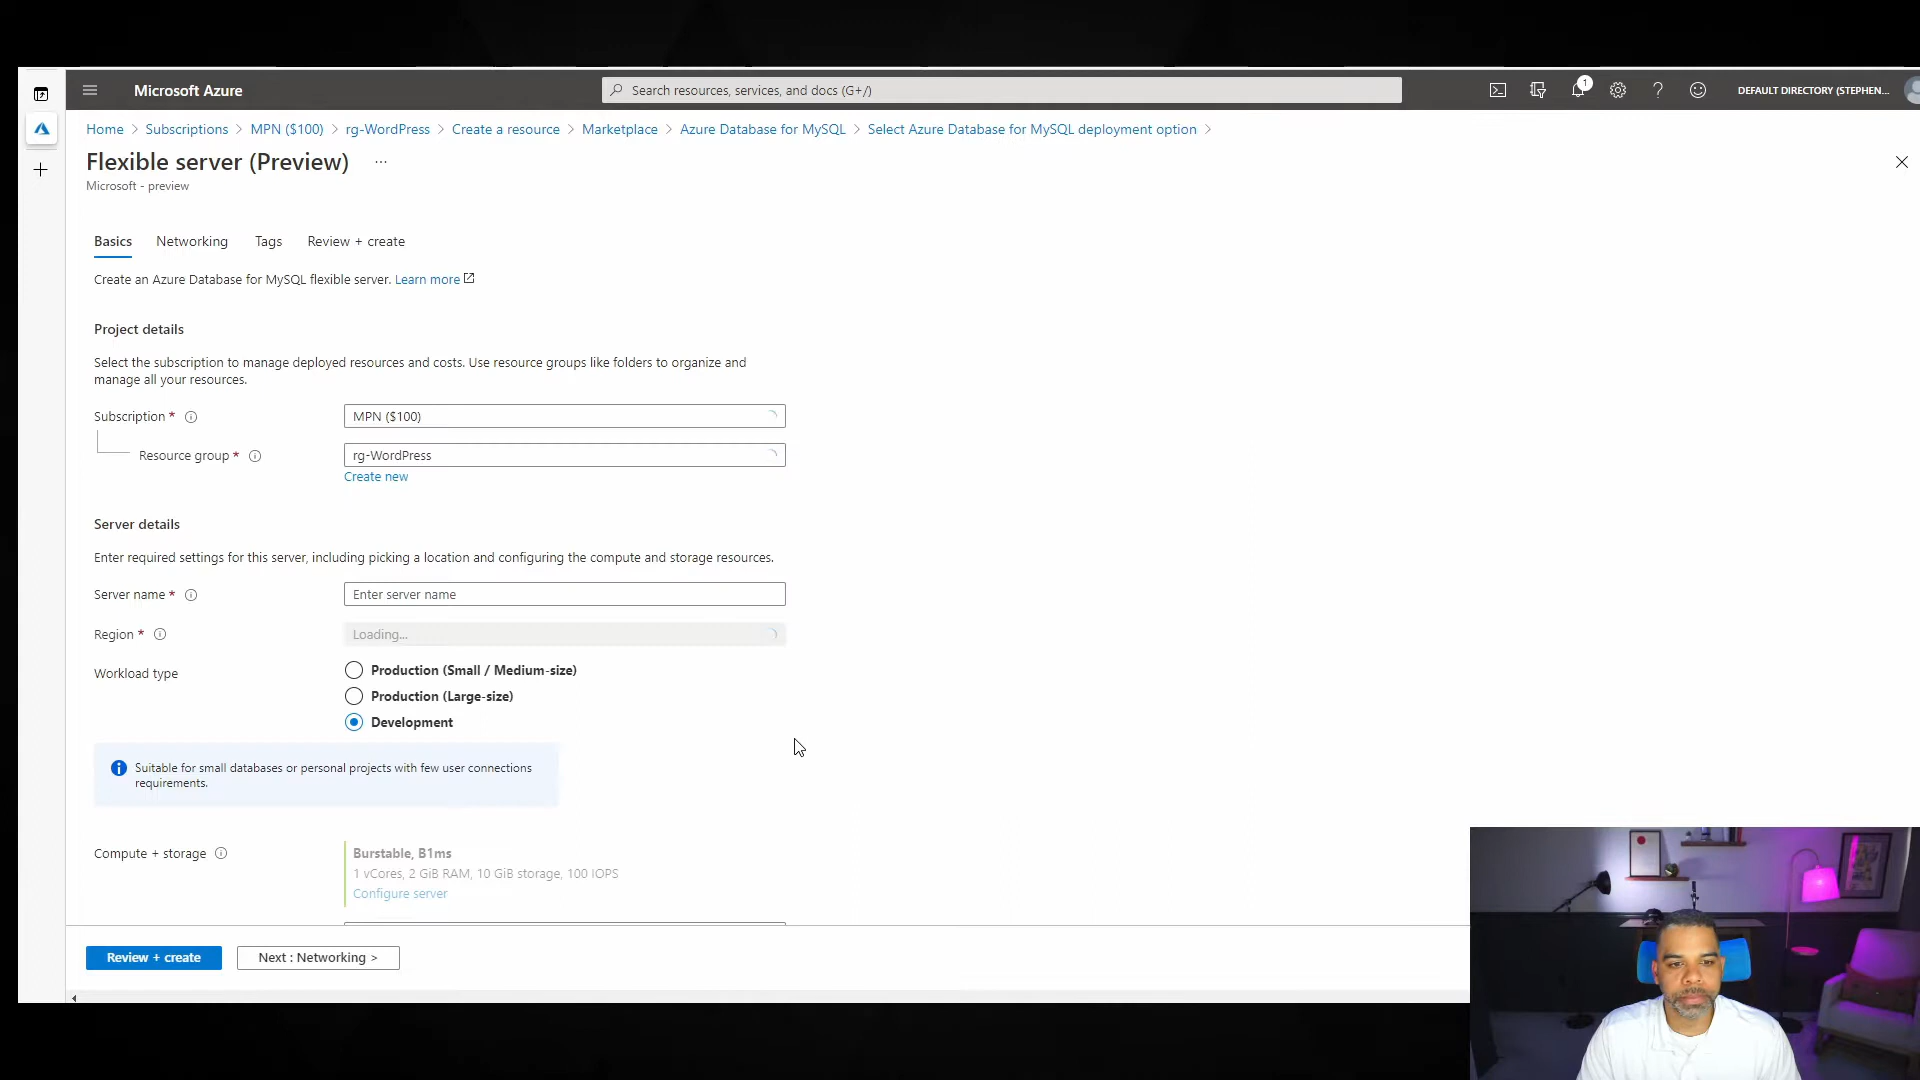 Microsoft Azure
Search resources, services, and docs (G+/)
1
DEFAULT DIRECTORY (STEPHEN...
Home > Subscriptions > MPN ($100) > rg-WordPress > Create a resource > Marketplace > Azure Database for MySQL > Select Azure Database for MySQL deployment option >
Flexible server (Preview) ...
Microsoft - preview
Basics Networking Tags Review + create
Create an Azure Database for MySQL flexible server. Learn more
Project details
Select the subscription to manage deployed resources and costs. Use resource groups like folders to organize and
manage all your resources.
Subscription * MPN ($100)
Resource group * rg-WordPress
Create new
Server details
Enter required settings for this server, including picking a location and configuring the compute and storage resources.
Server name * Enter server name
Region * Loading...
Workload type Production (Small / Medium-size)
Production (Large-size)
Development
Suitable for small databases or personal projects with few user connections
requirements.
Compute + storage Burstable, B1ms
1 vCores, 2 GiB RAM, 10 GiB storage, 100 IOPS
Configure server
Review + create Next : Networking >